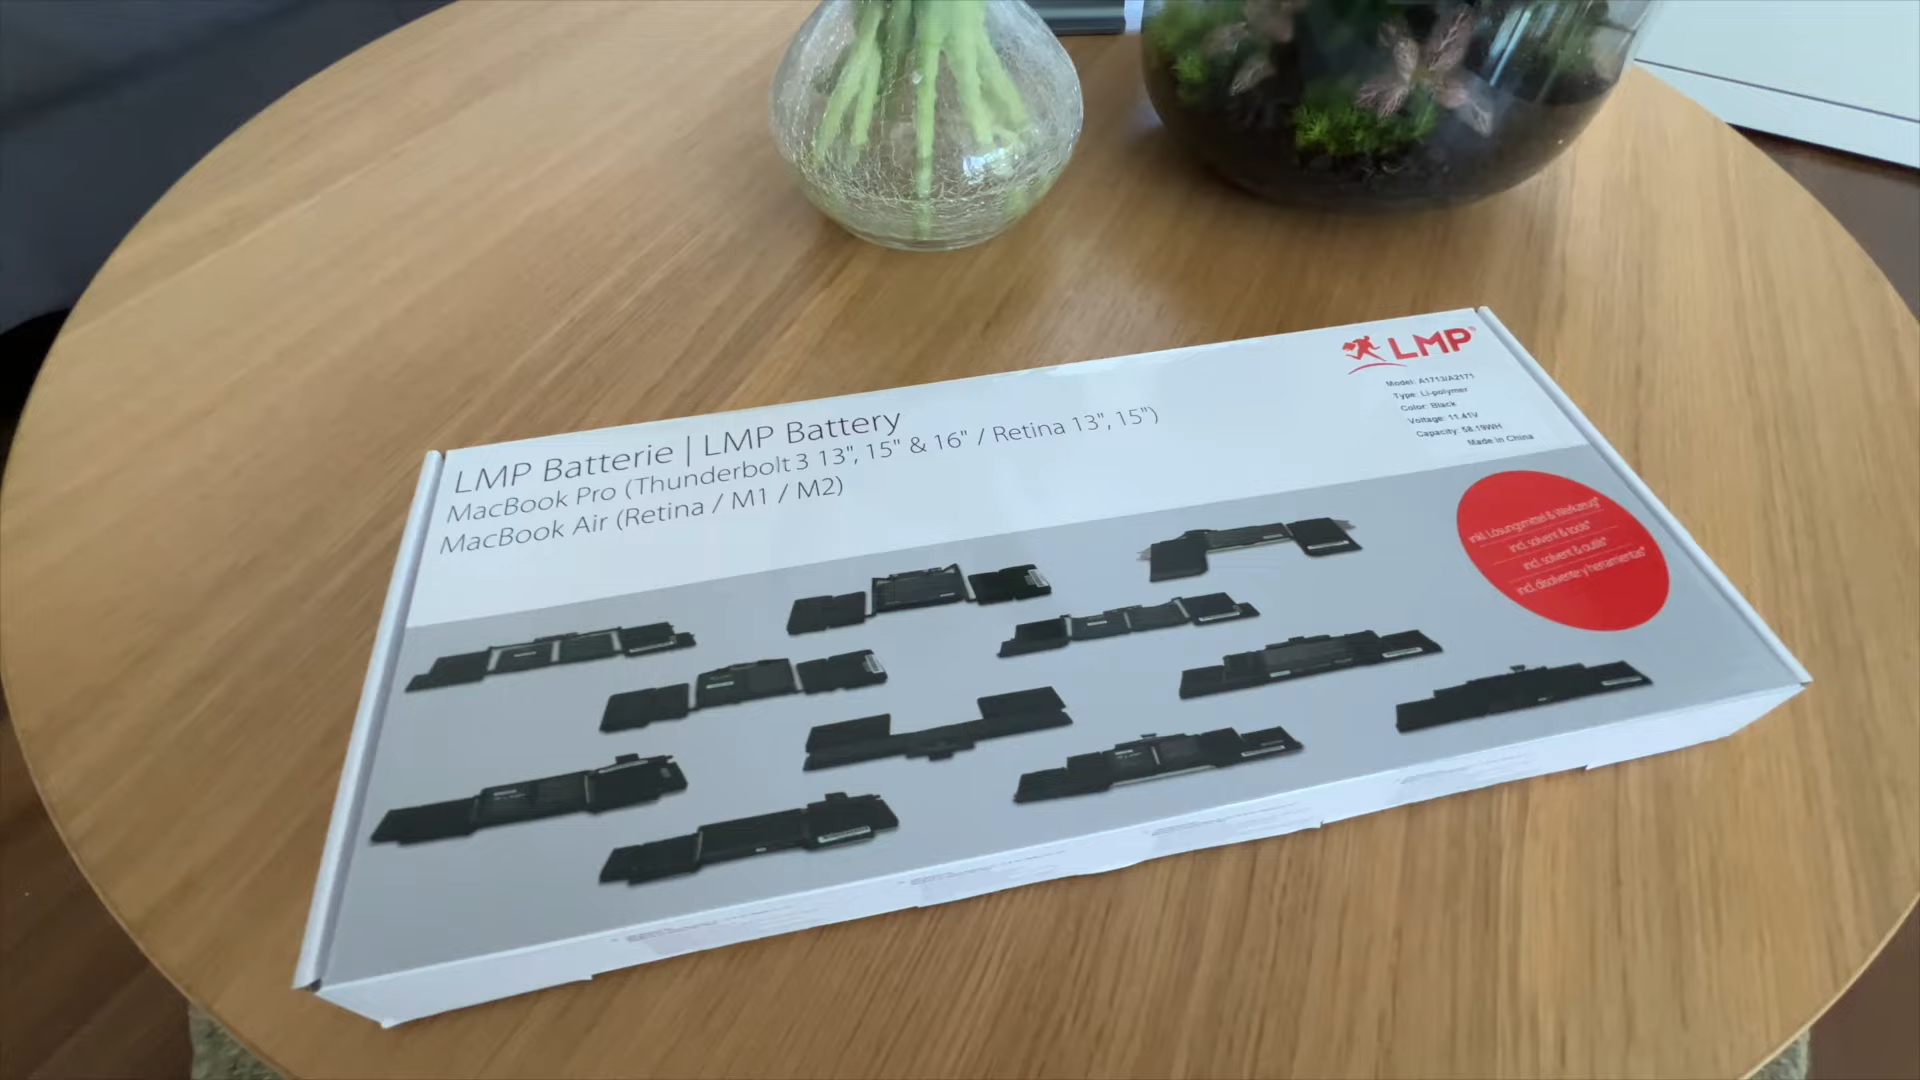 LMP Batterie | LMP Battery
MacBook Pro (Thunderbolt 3 13", 15" & 16" / Retina 13", 15")
MacBook Air (Retina / M1 / M2)
LMP®
Model: A1713/A2171
Type: Li-polymer
Color: Black
Voltage: 11.41V
Capacity: 58.19WH
Made in China
inkl. Lösungsmittel & Werkzeug*
incl. solvent & tools*
incl. solvent & outils*
incl. disolvente y herramientas*